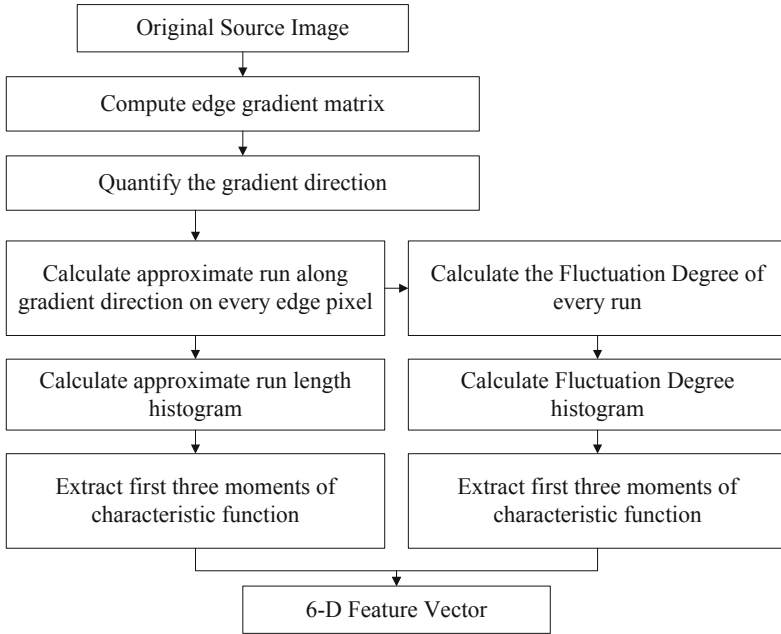 Original Source Image
Compute edge gradient matrix
Quantify the gradient direction
Calculate approximate run along
gradient direction on every edge pixel
Calculate the Fluctuation Degree of
every run
Calculate approximate run length
histogram
Calculate Fluctuation Degree
histogram
Extract first three moments of
characteristic function
Extract first three moments of
characteristic function
6-D Feature Vector